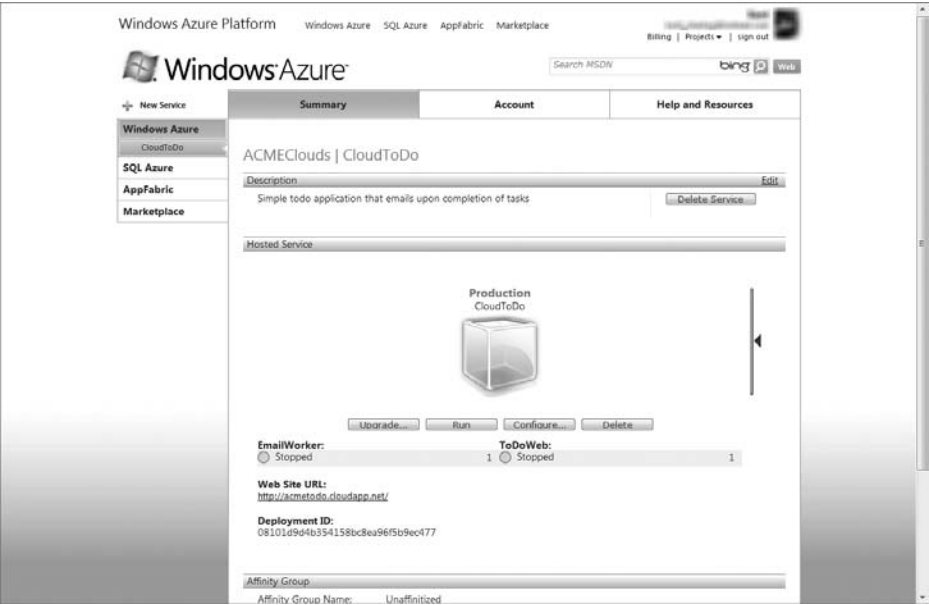 Windows Azure Platform Windows Azure SQL Azure AppFabric Marketplace
Billing | Projects | sign out
Windows Azure Search MSDN bing Web
New Service Summary Account Help and Resources
Windows Azure
CloudToDo
SQL Azure
AppFabric
Marketplace
ACMEClouds | CloudToDo
Description Edit
Simple todo application that emails upon completion of tasks Delete Service
Hosted Service
Production
CloudToDo
Upgrade... Run Configure... Delete
EmailWorker: ToDoWeb:
Stopped 1 Stopped 1
Web Site URL:
http://acmetodo.cloudapp.net/
Deployment ID:
08101d9d4b354158bc8ea96f5b9ec477
Affinity Group
Affinity Group Name: Unaffinitized